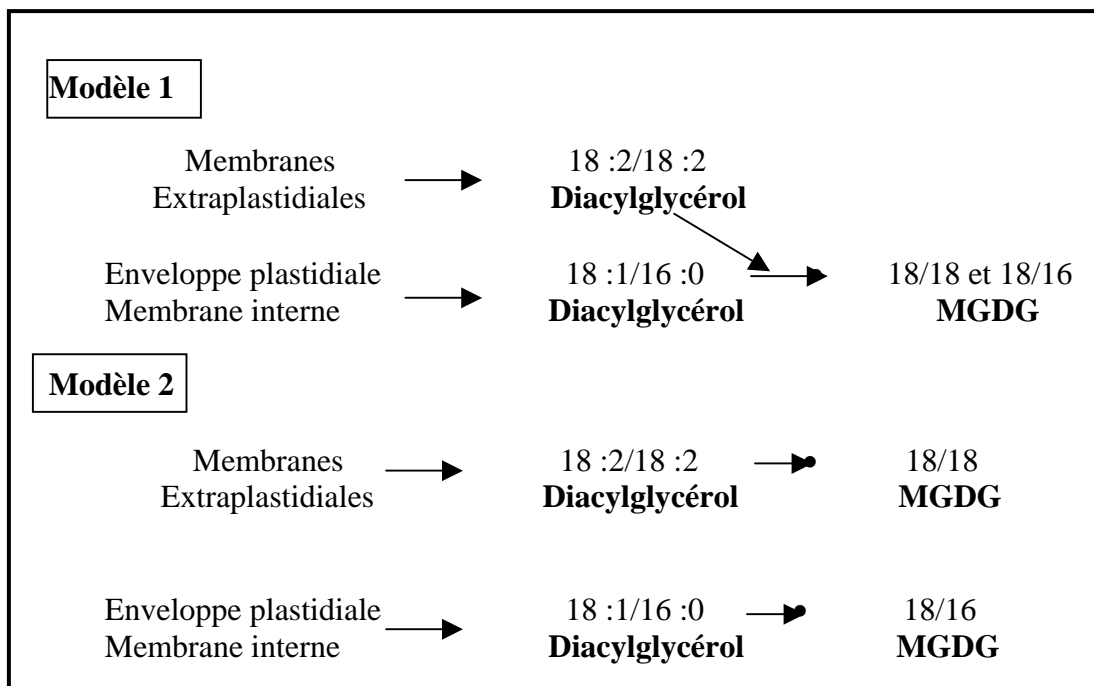 Modèle 1
Membranes 18 :2/18 :2
Extraplastidiales Diacylglycérol
Enveloppe plastidiale 18 :1/16 :0 18/18 et 18/16
Membrane interne Diacylglycérol MGDG
Modèle 2
Membranes 18 :2/18 :2 18/18
Extraplastidiales Diacylglycérol MGDG
Enveloppe plastidiale 18 :1/16 :0 18/16
Membrane interne Diacylglycérol MGDG